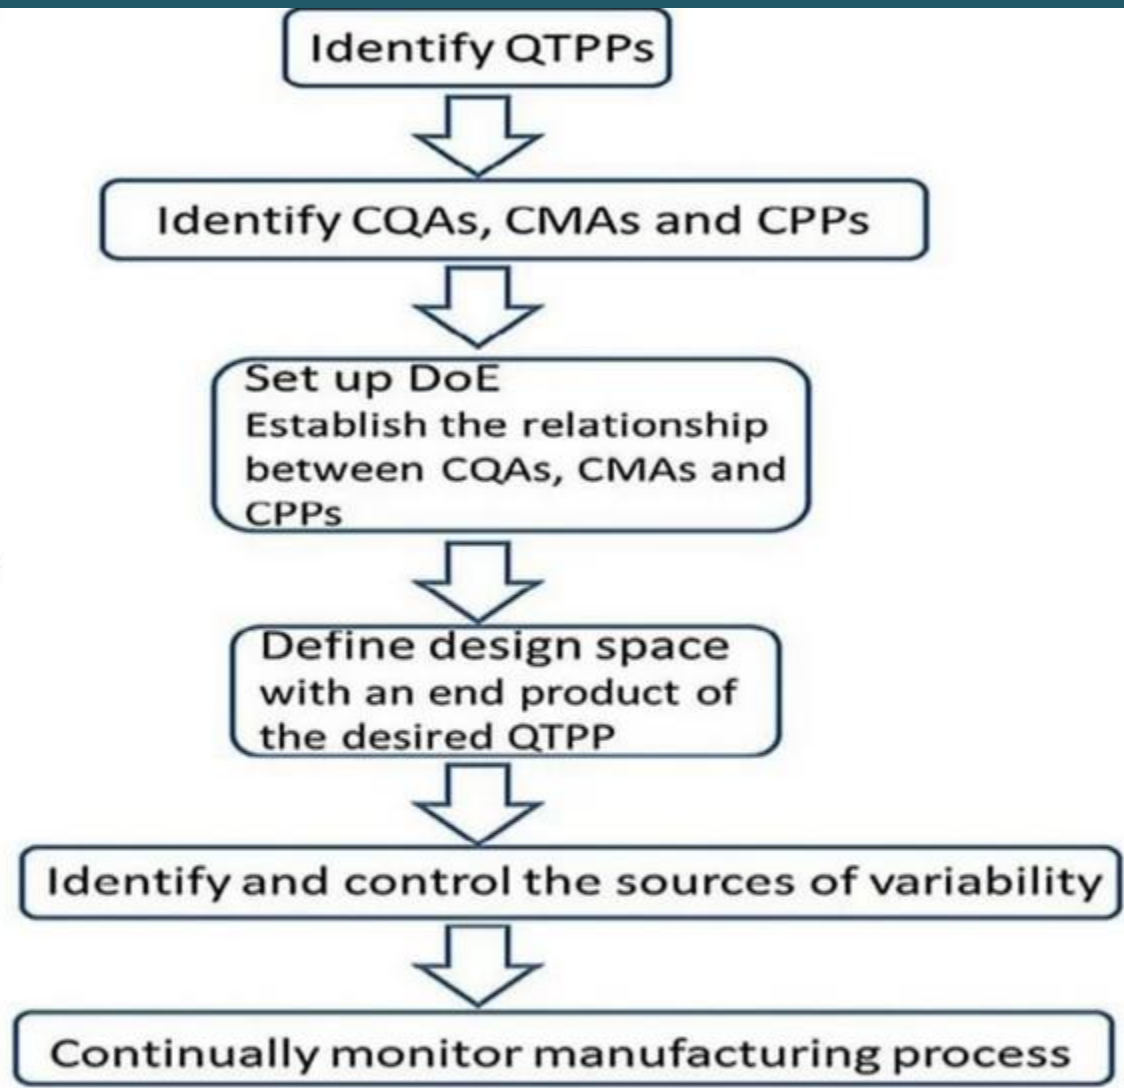 Identify QTPPs
Identify CQAs, CMAs and CPPs
Set up DoE
Establish the relationship
between CQAs, CMAs and
CPPs
Define design space
with an end product of
the desired QTPP
Identify and control the sources of variability
Continually monitor manufacturing process